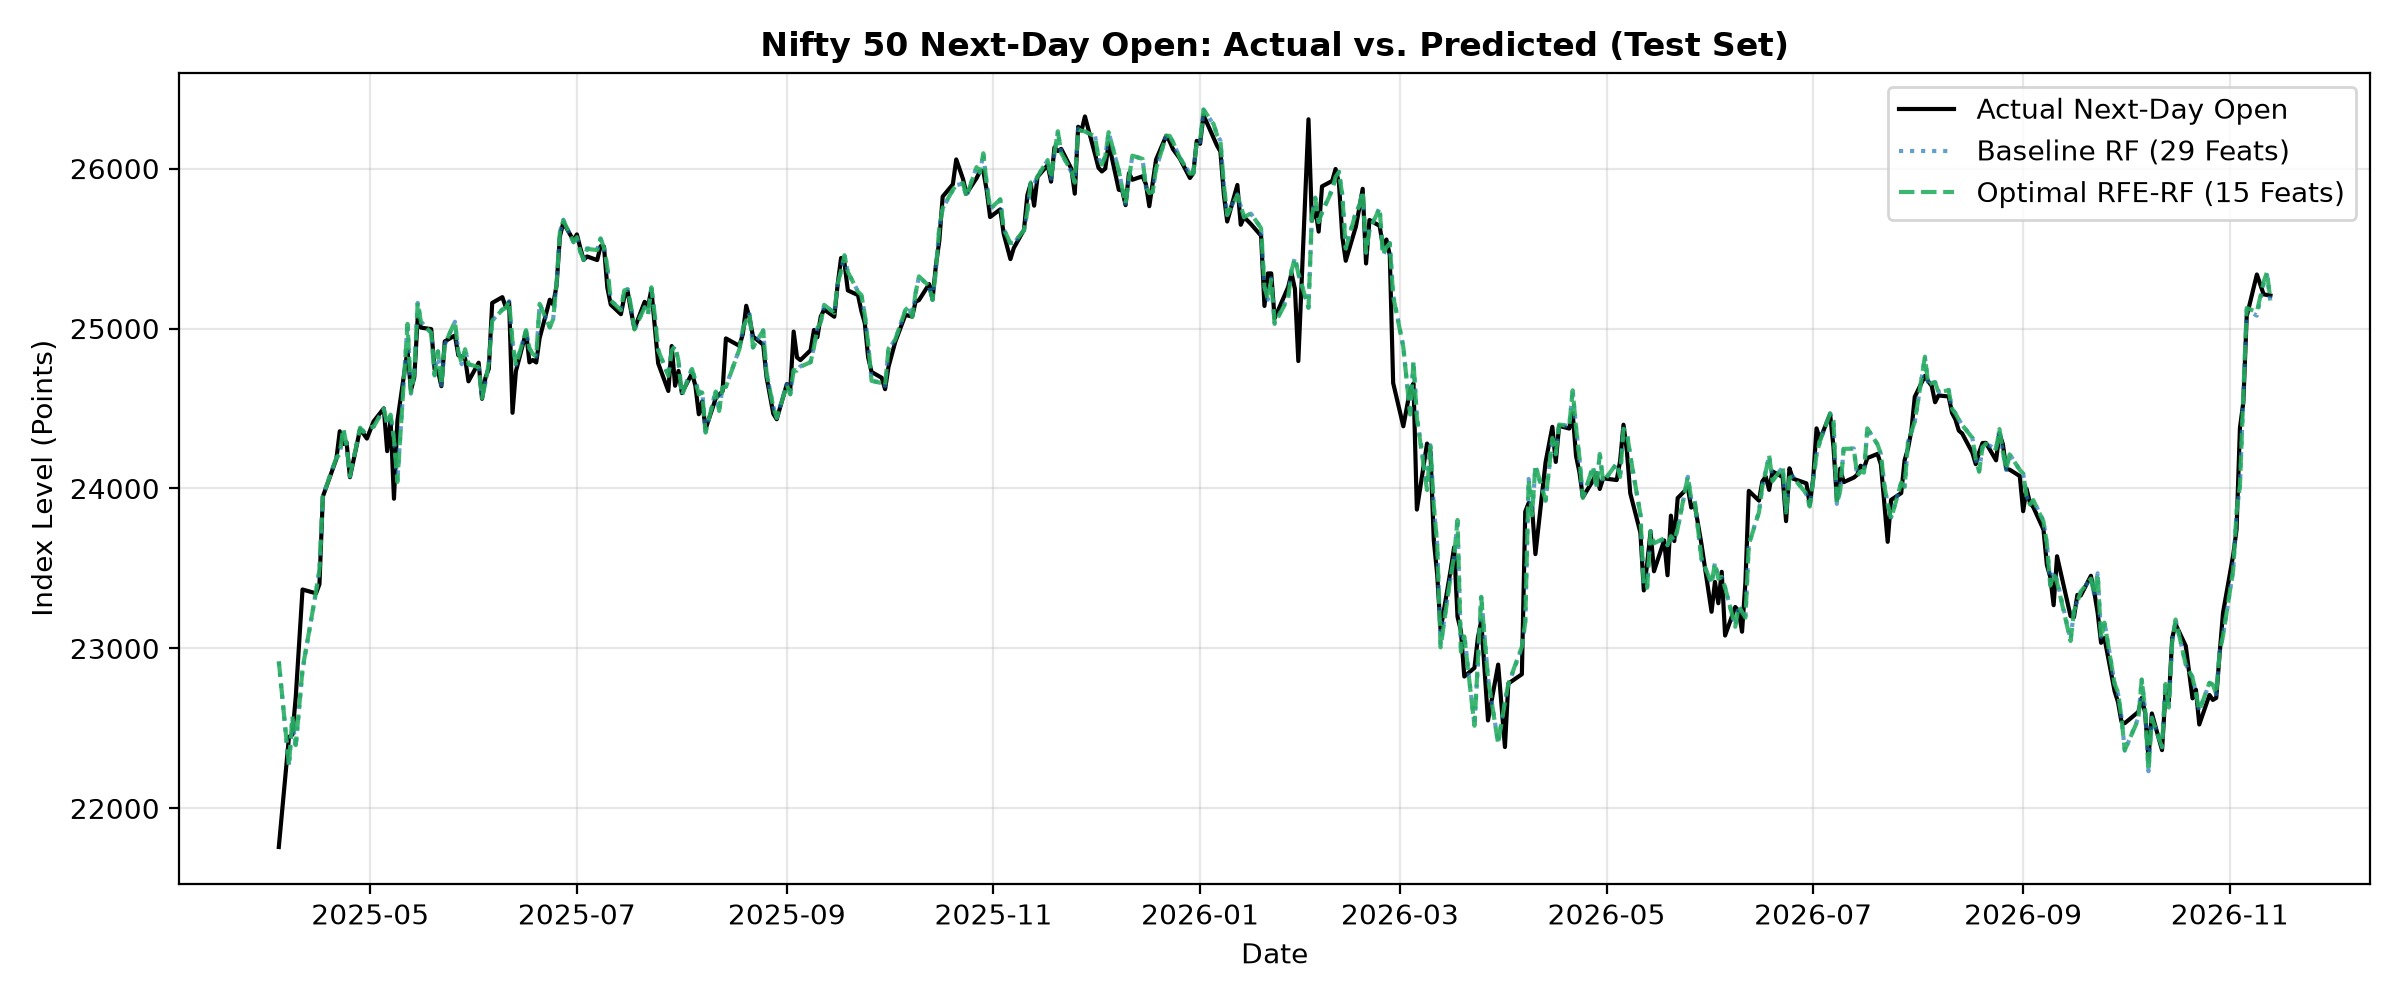 Nifty 50 Next-Day Open: Actual vs. Predicted (Test Set)
Actual Next-Day Open
Baseline RF (29 Feats)
Optimal RFE-RF (15 Feats)
Index Level (Points)
26000
25000
24000
23000
22000
2025-05 2025-07 2025-09 2025-11 2026-01 2026-03 2026-05 2026-07 2026-09 2026-11
Date